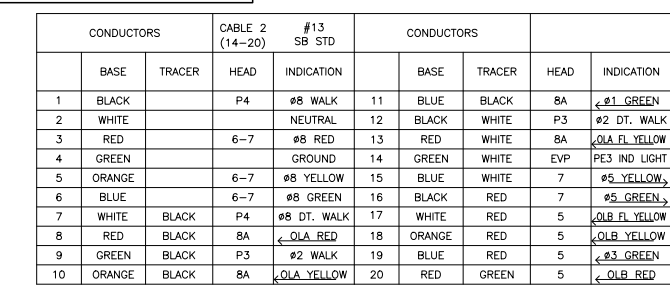 CONDUCTORS CABLE 2 (14-20) #13 SB STD CONDUCTORS
BASE TRACER HEAD INDICATION BASE TRACER HEAD INDICATION
1 BLACK P4 ø8 WALK 11 BLUE BLACK 8A ← ø1 GREEN
2 WHITE NEUTRAL 12 BLACK WHITE P3 ø2 DT. WALK
3 RED 6-7 ø8 RED 13 RED WHITE 8A ←OLA FL YELLOW
4 GREEN GROUND 14 GREEN WHITE EVP PE3 IND LIGHT
5 ORANGE 6-7 ø8 YELLOW 15 BLUE WHITE 7 ø5 YELLOW→
6 BLUE 6-7 ø8 GREEN 16 BLACK RED 7 ø5 GREEN→
7 WHITE BLACK P4 ø8 DT. WALK 17 WHITE RED 5 ←OLB FL YELLOW
8 RED BLACK 8A ← OLA RED 18 ORANGE RED 5 ←OLB YELLOW
9 GREEN BLACK P3 ø2 WALK 19 BLUE RED 5 ← ø3 GREEN
10 ORANGE BLACK 8A ←OLA YELLOW 20 RED GREEN 5 ← OLB RED